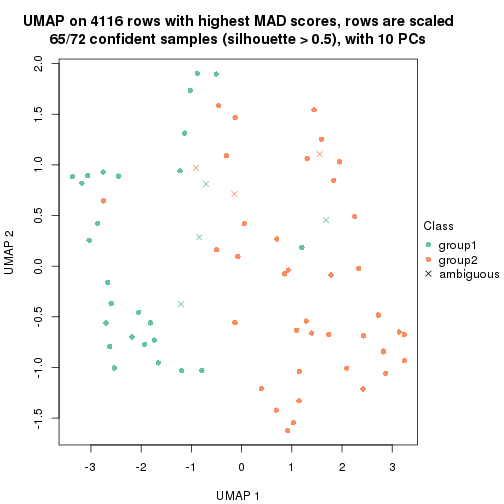 UMAP on 4116 rows with highest MAD scores, rows are scaled
65/72 confident samples (silhouette > 0.5), with 10 PCs
2.0
1.5
1.0
0.5
0.0
-0.5
-1.0
-1.5
UMAP 2
-3
-2
-1
0
1
2
3
UMAP 1
Class
group1
group2
ambiguous